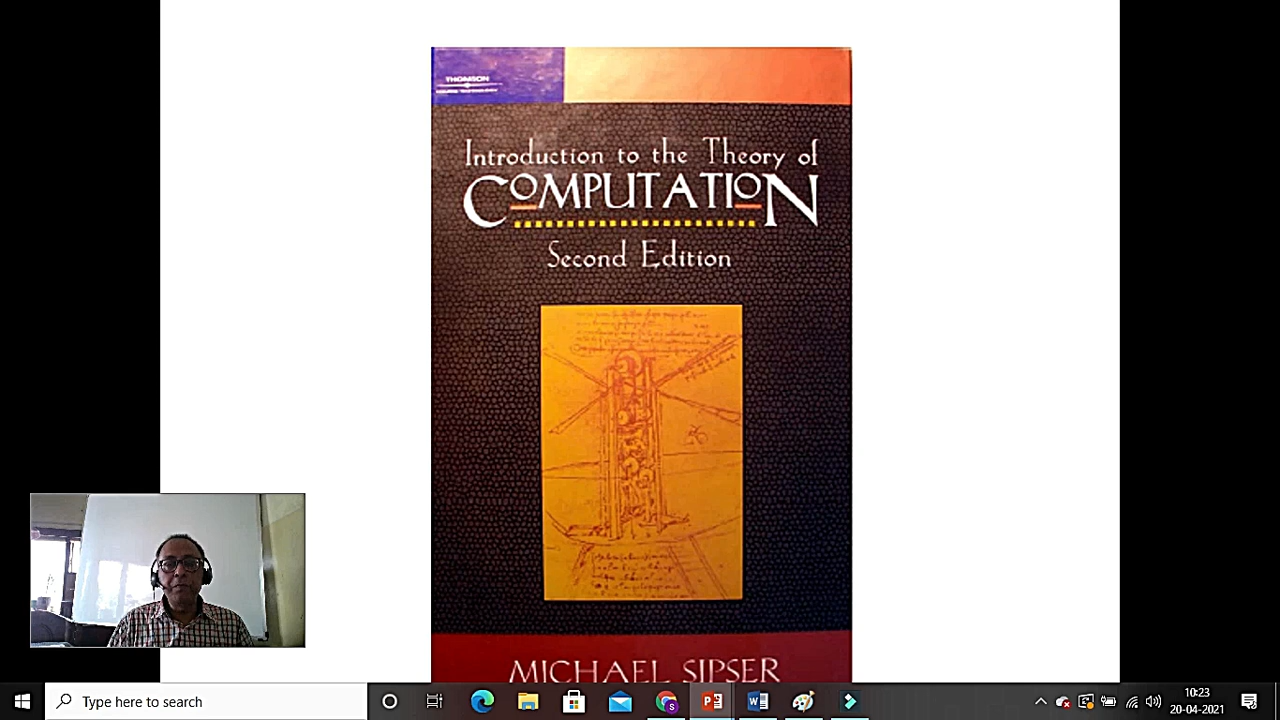 THOMSON
Introduction to the Theory of
COMPUTATION
Second Edition
MICHAEL SIPSER
Type here to search
10:23
20-04-2021